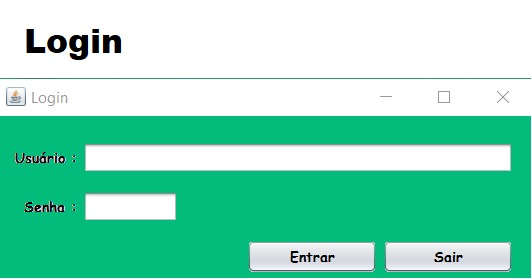 Login
Login
Usuário :
Senha :
Entrar
Sair